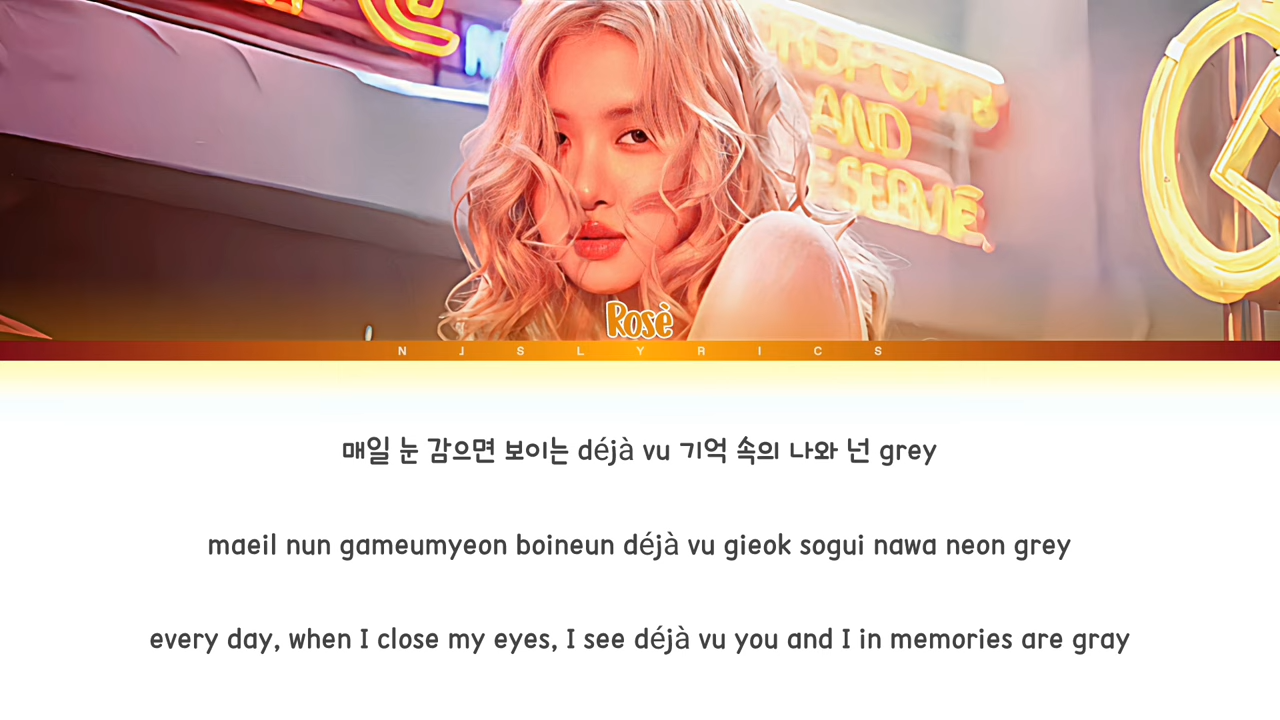 AND
Rosè
NJSLYRICS
매일 눈 감으면 보이는 déjà vu 기억 속의 나와 넌 grey
maeil nun gameumyeon boineun déjà vu gieok sogui nawa neon grey
every day, when I close my eyes, I see déjà vu you and I in memories are gray